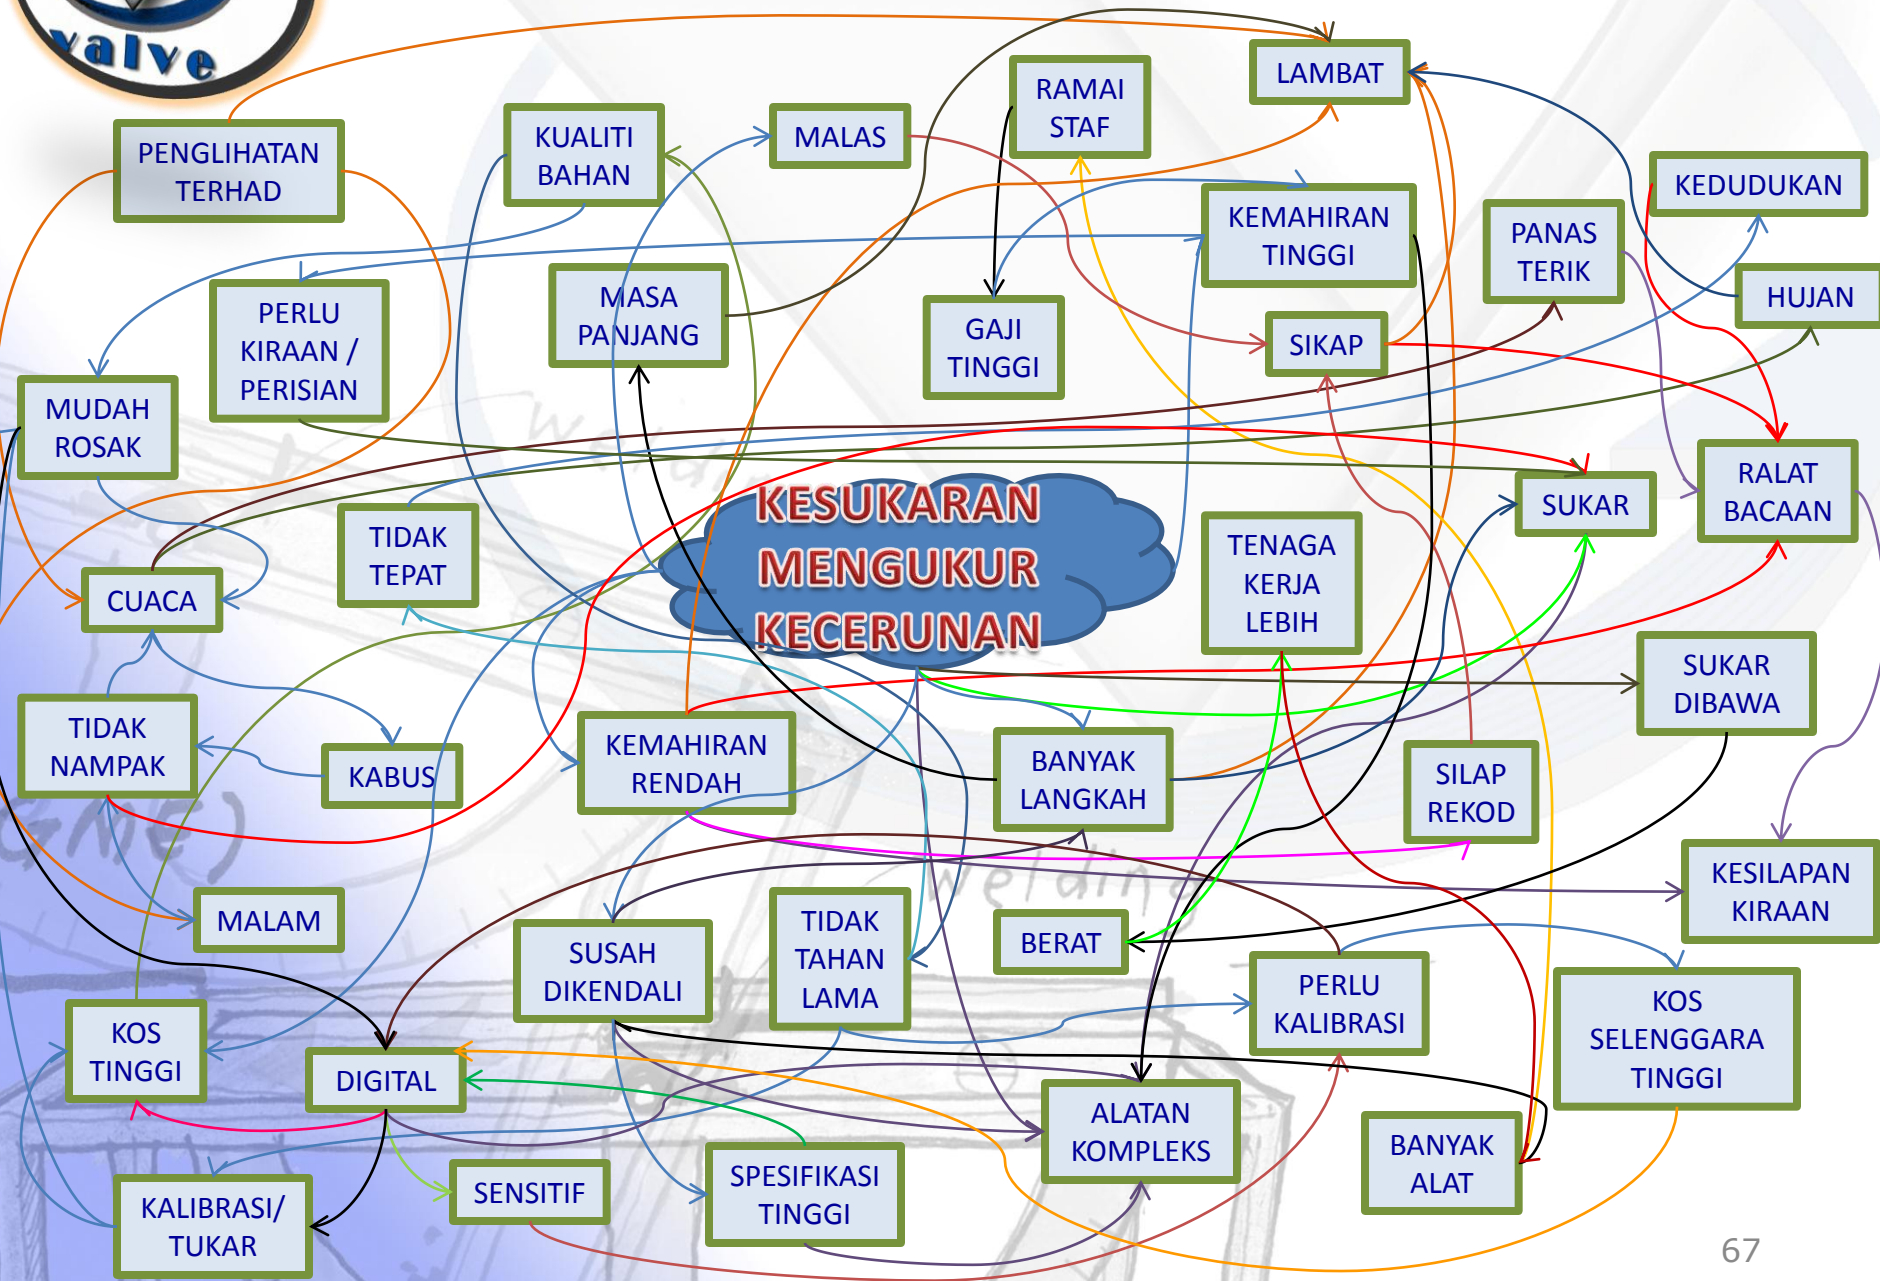 valve
LAMBAT
RAMAI
STAF
KUALITI
BAHAN
MALAS
PENGLIHATAN
TERHAD
KEDUDUKAN
KEMAHIRAN
TINGGI
PANAS
TERIK
HUJAN
MASA
PANJANG
PERLU
KIRAAN /
PERISIAN
GAJI
TINGGI
SIKAP
MUDAH
ROSAK
RALAT
BACAAN
SUKAR
KESUKARAN
MENGUKUR
KECERUNAN
TIDAK
TEPAT
TENAGA
KERJA
LEBIH
CUACA
SUKAR
DIBAWA
TIDAK
NAMPAK
KABUS
KEMAHIRAN
RENDAH
BANYAK
LANGKAH
SILAP
REKOD
welding
KESILAPAN
KIRAAN
MALAM
SUSAH
DIKENDALI
TIDAK
TAHAN
LAMA
BERAT
PERLU
KALIBRASI
KOS
SELENGGARA
TINGGI
KOS
TINGGI
DIGITAL
ALATAN
KOMPLEKS
BANYAK
ALAT
KALIBRASI/
TUKAR
SENSITIF
SPESIFIKASI
TINGGI
67